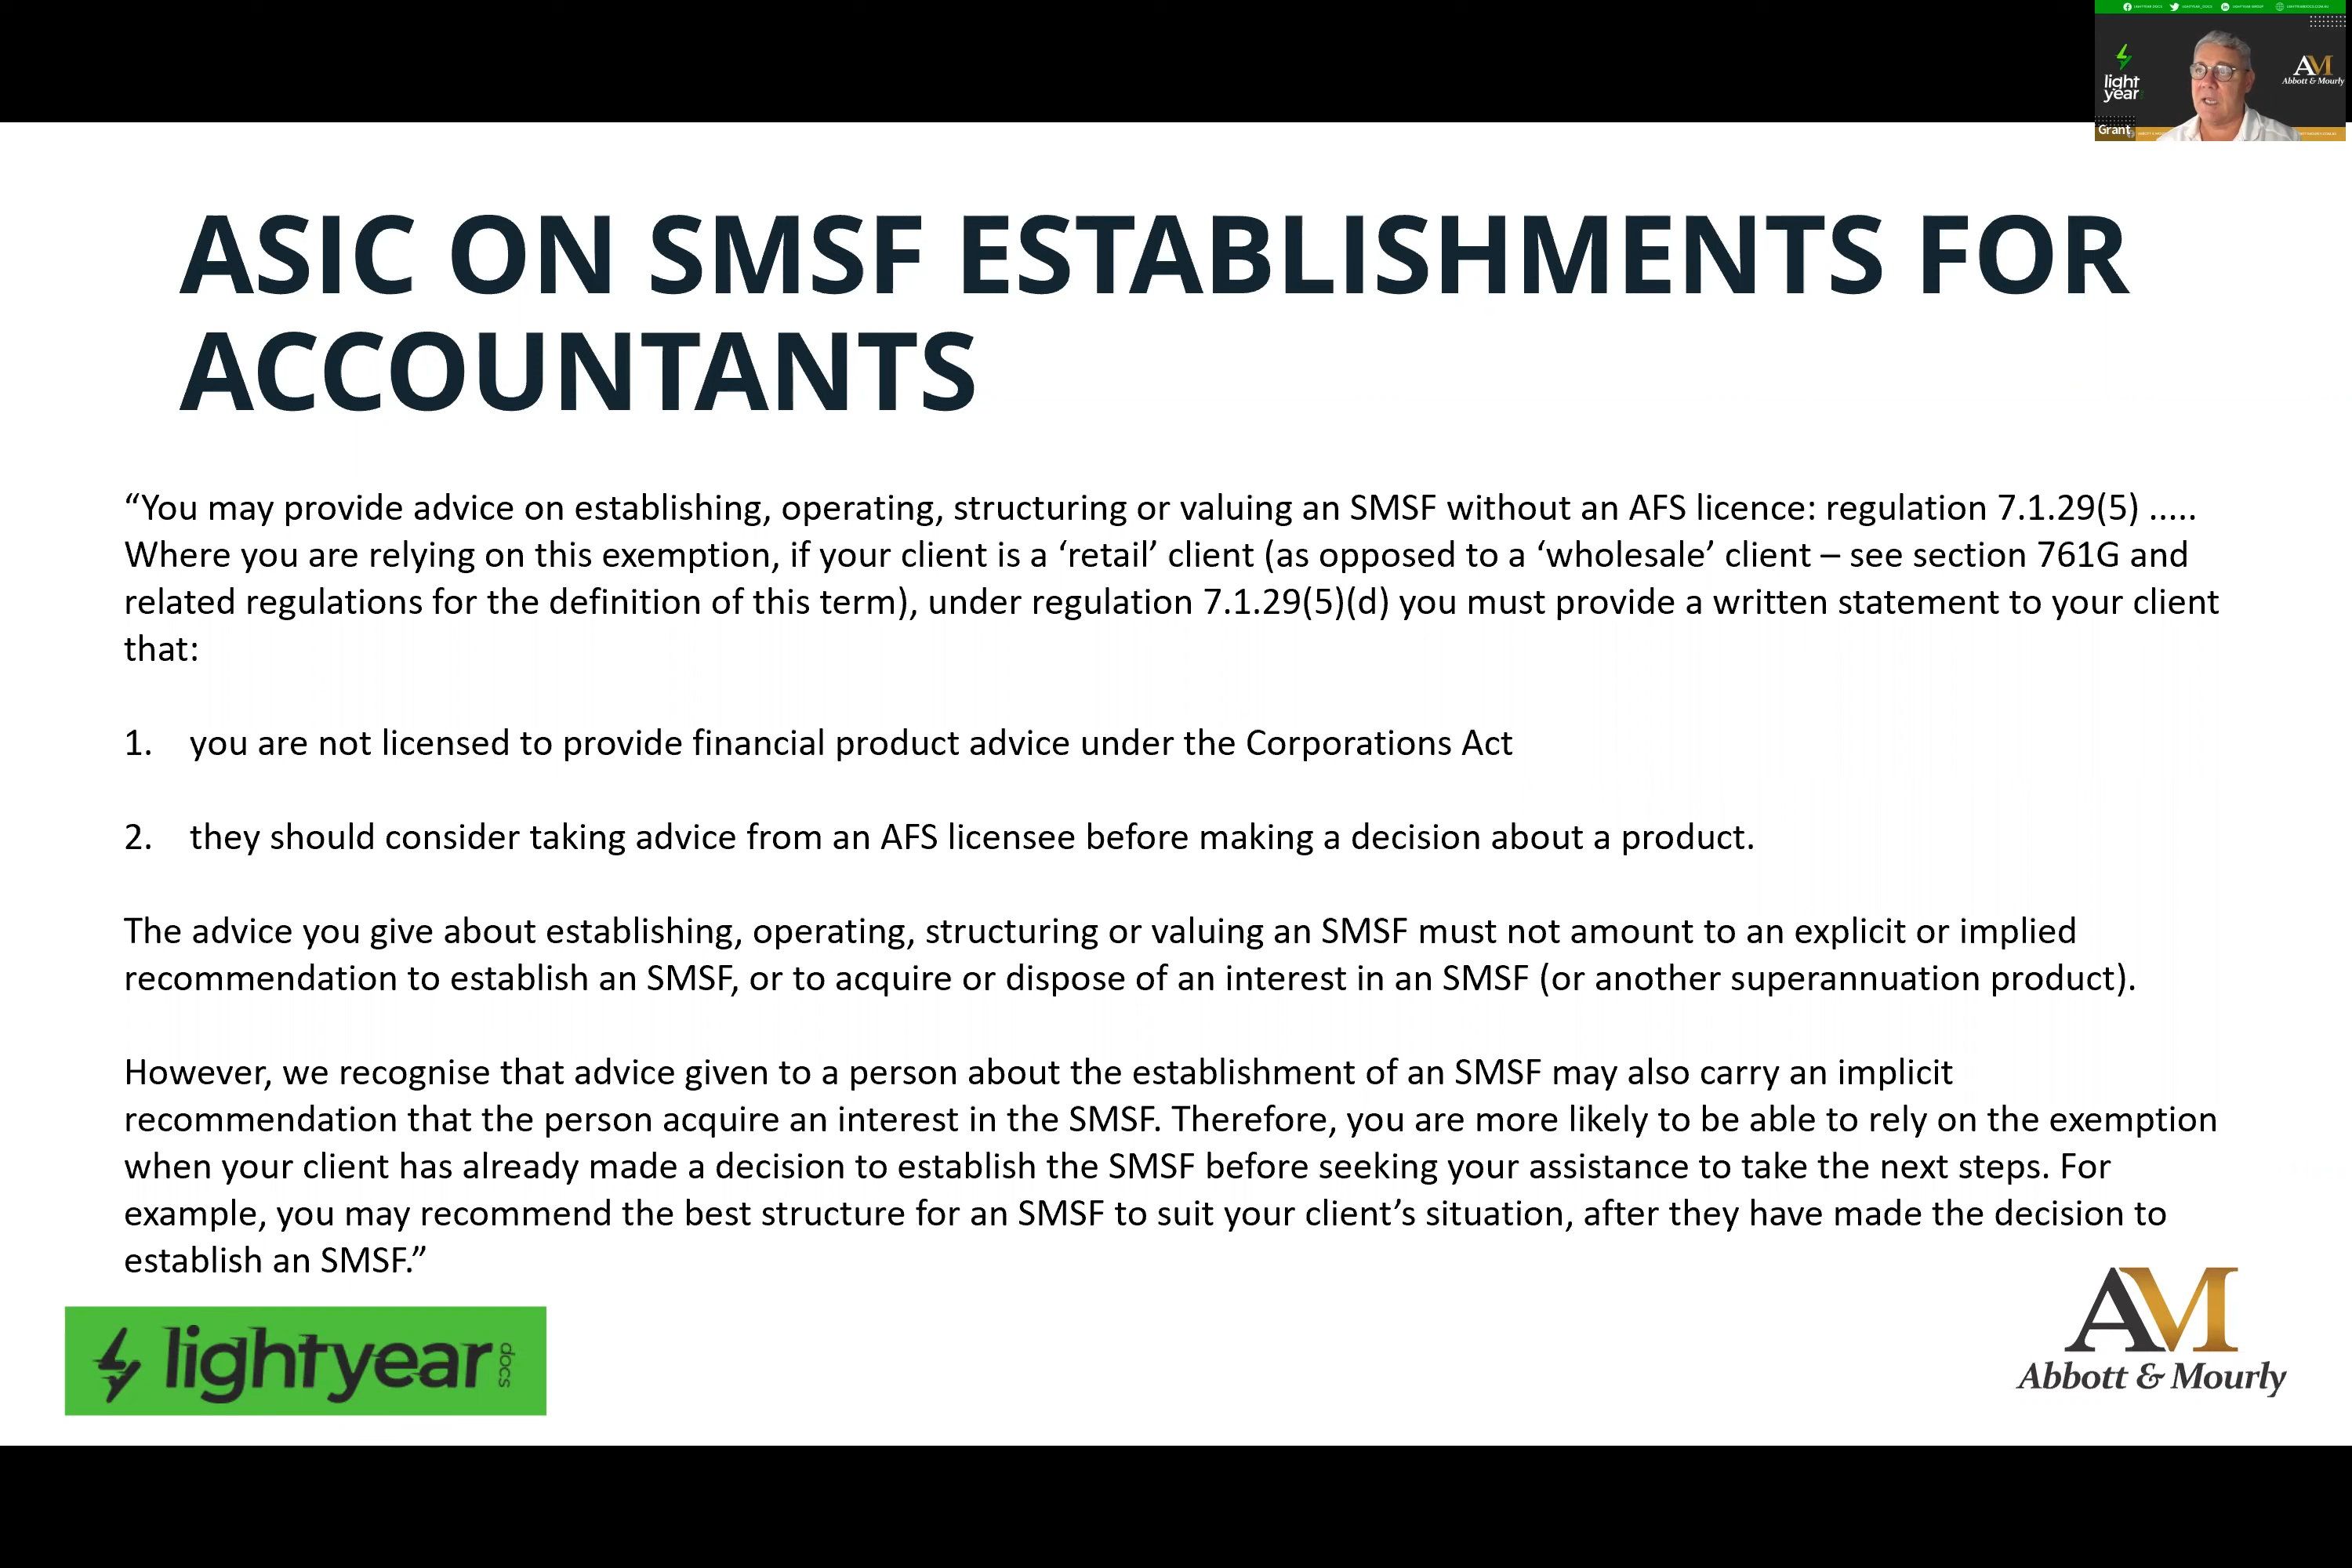 light
year
AM
Abbott & Mourly
Grant
ASIC ON SMSF ESTABLISHMENTS FOR
ACCOUNTANTS
“You may provide advice on establishing, operating, structuring or valuing an SMSF without an AFS licence: regulation 7.1.29(5) .....
Where you are relying on this exemption, if your client is a ‘retail’ client (as opposed to a ‘wholesale’ client – see section 761G and
related regulations for the definition of this term), under regulation 7.1.29(5)(d) you must provide a written statement to your client
that:
1. you are not licensed to provide financial product advice under the Corporations Act
2. they should consider taking advice from an AFS licensee before making a decision about a product.
The advice you give about establishing, operating, structuring or valuing an SMSF must not amount to an explicit or implied
recommendation to establish an SMSF, or to acquire or dispose of an interest in an SMSF (or another superannuation product).
However, we recognise that advice given to a person about the establishment of an SMSF may also carry an implicit
recommendation that the person acquire an interest in the SMSF. Therefore, you are more likely to be able to rely on the exemption
when your client has already made a decision to establish the SMSF before seeking your assistance to take the next steps. For
example, you may recommend the best structure for an SMSF to suit your client’s situation, after they have made the decision to
establish an SMSF.”
lightyear docs
AM
Abbott & Mourly